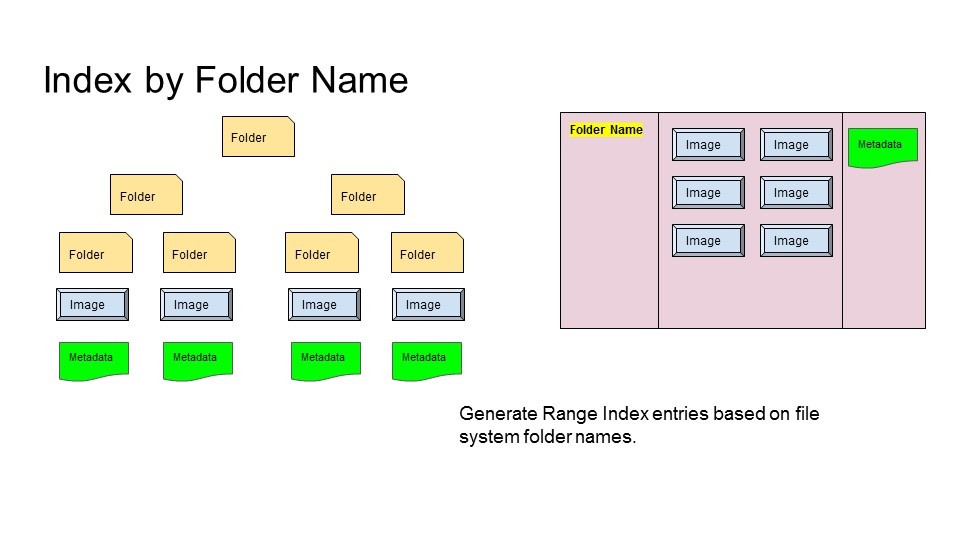 Index by Folder Name
Folder
Folder
Folder
Folder
Folder
Folder
Folder
Image
Image
Image
Image
Metadata
Metadata
Metadata
Metadata
Folder Name
Image
Image
Metadata
Image
Image
Image
Image
Generate Range Index entries based on file
system folder names.